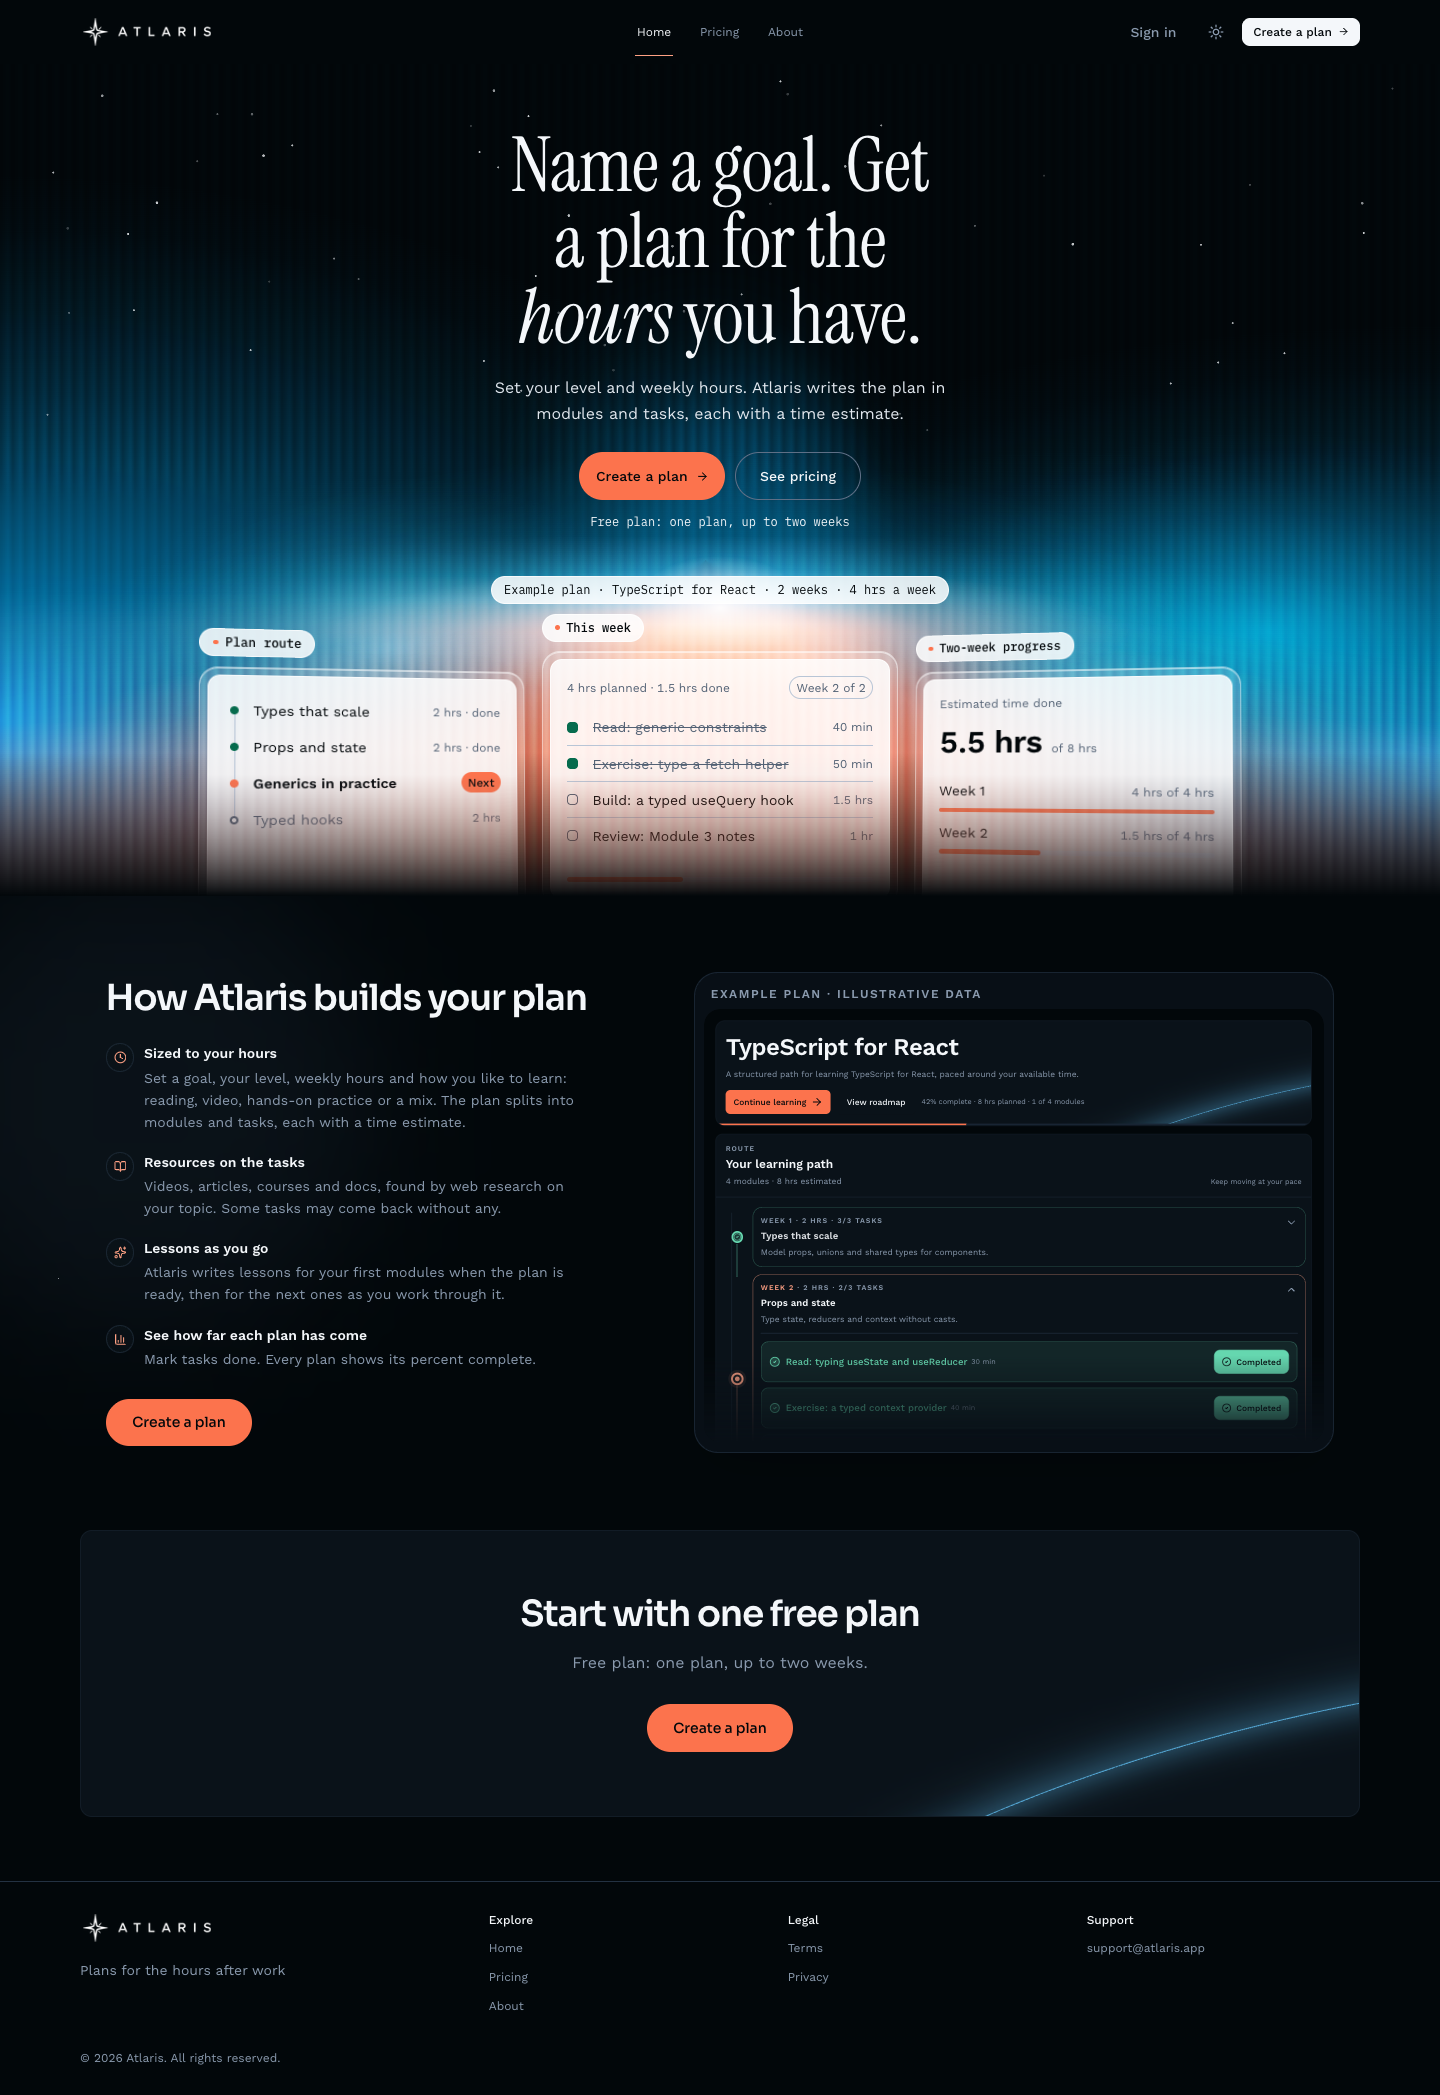 ATLARIS
Home Pricing About
Sign in
Create a plan →
Name a goal. Get
a plan for the
hours you have.
Set your level and weekly hours. Atlaris writes the plan in
modules and tasks, each with a time estimate.
Create a plan →
See pricing
Free plan: one plan, up to two weeks
Example plan · TypeScript for React · 2 weeks · 4 hrs a week
Plan route
Types that scale 2 hrs · done
Props and state 2 hrs · done
Generics in practice Next
Typed hooks 2 hrs
This week
4 hrs planned · 1.5 hrs done Week 2 of 2
Read: generic constraints 40 min
Exercise: type a fetch helper 50 min
Build: a typed useQuery hook 1.5 hrs
Review: Module 3 notes 1 hr
Two-week progress
Estimated time done
5.5 hrs of 8 hrs
Week 1 4 hrs of 4 hrs
Week 2 1.5 hrs of 4 hrs
How Atlaris builds your plan
Sized to your hours
Set a goal, your level, weekly hours and how you like to learn:
reading, video, hands-on practice or a mix. The plan splits into
modules and tasks, each with a time estimate.
Resources on the tasks
Videos, articles, courses and docs, found by web research on
your topic. Some tasks may come back without any.
Lessons as you go
Atlaris writes lessons for your first modules when the plan is
ready, then for the next ones as you work through it.
See how far each plan has come
Mark tasks done. Every plan shows its percent complete.
Create a plan
EXAMPLE PLAN · ILLUSTRATIVE DATA
TypeScript for React
A structured path for learning TypeScript for React, paced around your available time.
Continue learning → View roadmap 42% complete · 8 hrs planned · 1 of 4 modules
ROUTE
Your learning path
4 modules · 8 hrs estimated Keep moving at your pace
WEEK 1 · 2 HRS · 3/3 TASKS
Types that scale
Model props, unions and shared types for components.
WEEK 2 · 2 HRS · 2/3 TASKS
Props and state
Type state, reducers and context without casts.
Read: typing useState and useReducer 30 min Completed
Exercise: a typed context provider 40 min Completed
Start with one free plan
Free plan: one plan, up to two weeks.
Create a plan
ATLARIS
Plans for the hours after work
Explore
Home
Pricing
About
Legal
Terms
Privacy
Support
support@atlaris.app
© 2026 Atlaris. All rights reserved.